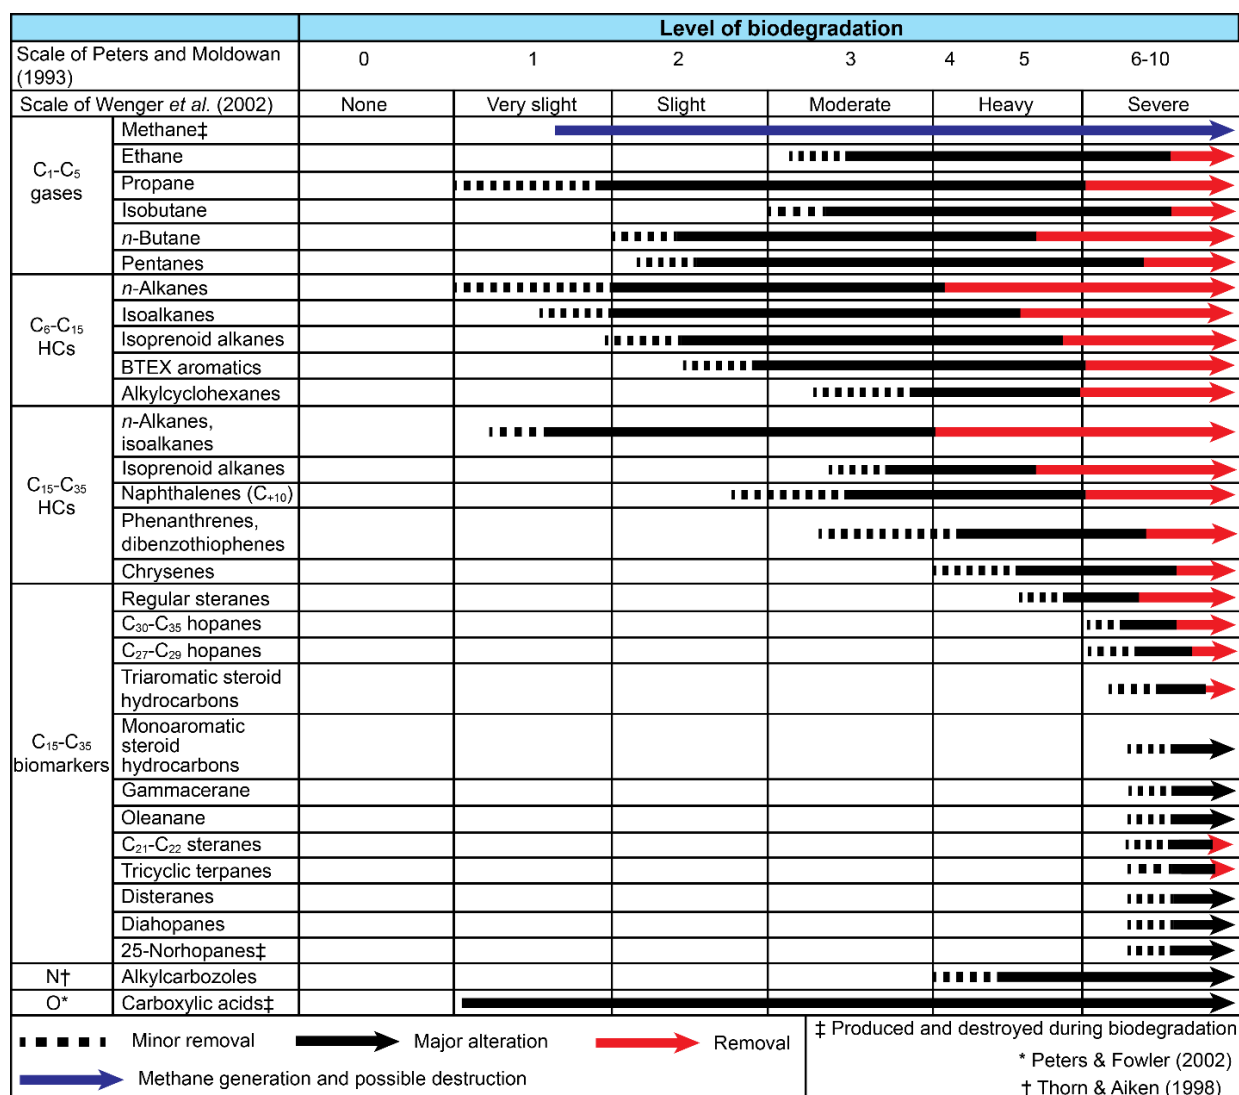 Level of biodegradation
Scale of Peters and Moldowan
(1993)
0 1 2 3 4 5 6-10
Scale of Wenger et al. (2002) None Very slight Slight Moderate Heavy Severe
C₁-C₅
gases
Methane‡
Ethane
Propane
Isobutane
n-Butane
Pentanes
C₆-C₁₅
HCs
n-Alkanes
Isoalkanes
Isoprenoid alkanes
BTEX aromatics
Alkylcyclohexanes
C₁₅-C₃₅
HCs
n-Alkanes,
isoalkanes
Isoprenoid alkanes
Naphthalenes (C₊₁₀)
Phenanthrenes,
dibenzothiophenes
Chrysenes
C₁₅-C₃₅
biomarkers
Regular steranes
C₃₀-C₃₅ hopanes
C₂₇-C₂₉ hopanes
Triaromatic steroid
hydrocarbons
Monoaromatic
steroid
hydrocarbons
Gammacerane
Oleanane
C₂₁-C₂₂ steranes
Tricyclic terpanes
Disteranes
Diahopanes
25-Norhopanes‡
N† Alkylcarbozoles
O* Carboxylic acids‡
Minor removal Major alteration Removal
Methane generation and possible destruction
‡ Produced and destroyed during biodegradation
* Peters & Fowler (2002)
† Thorn & Aiken (1998)